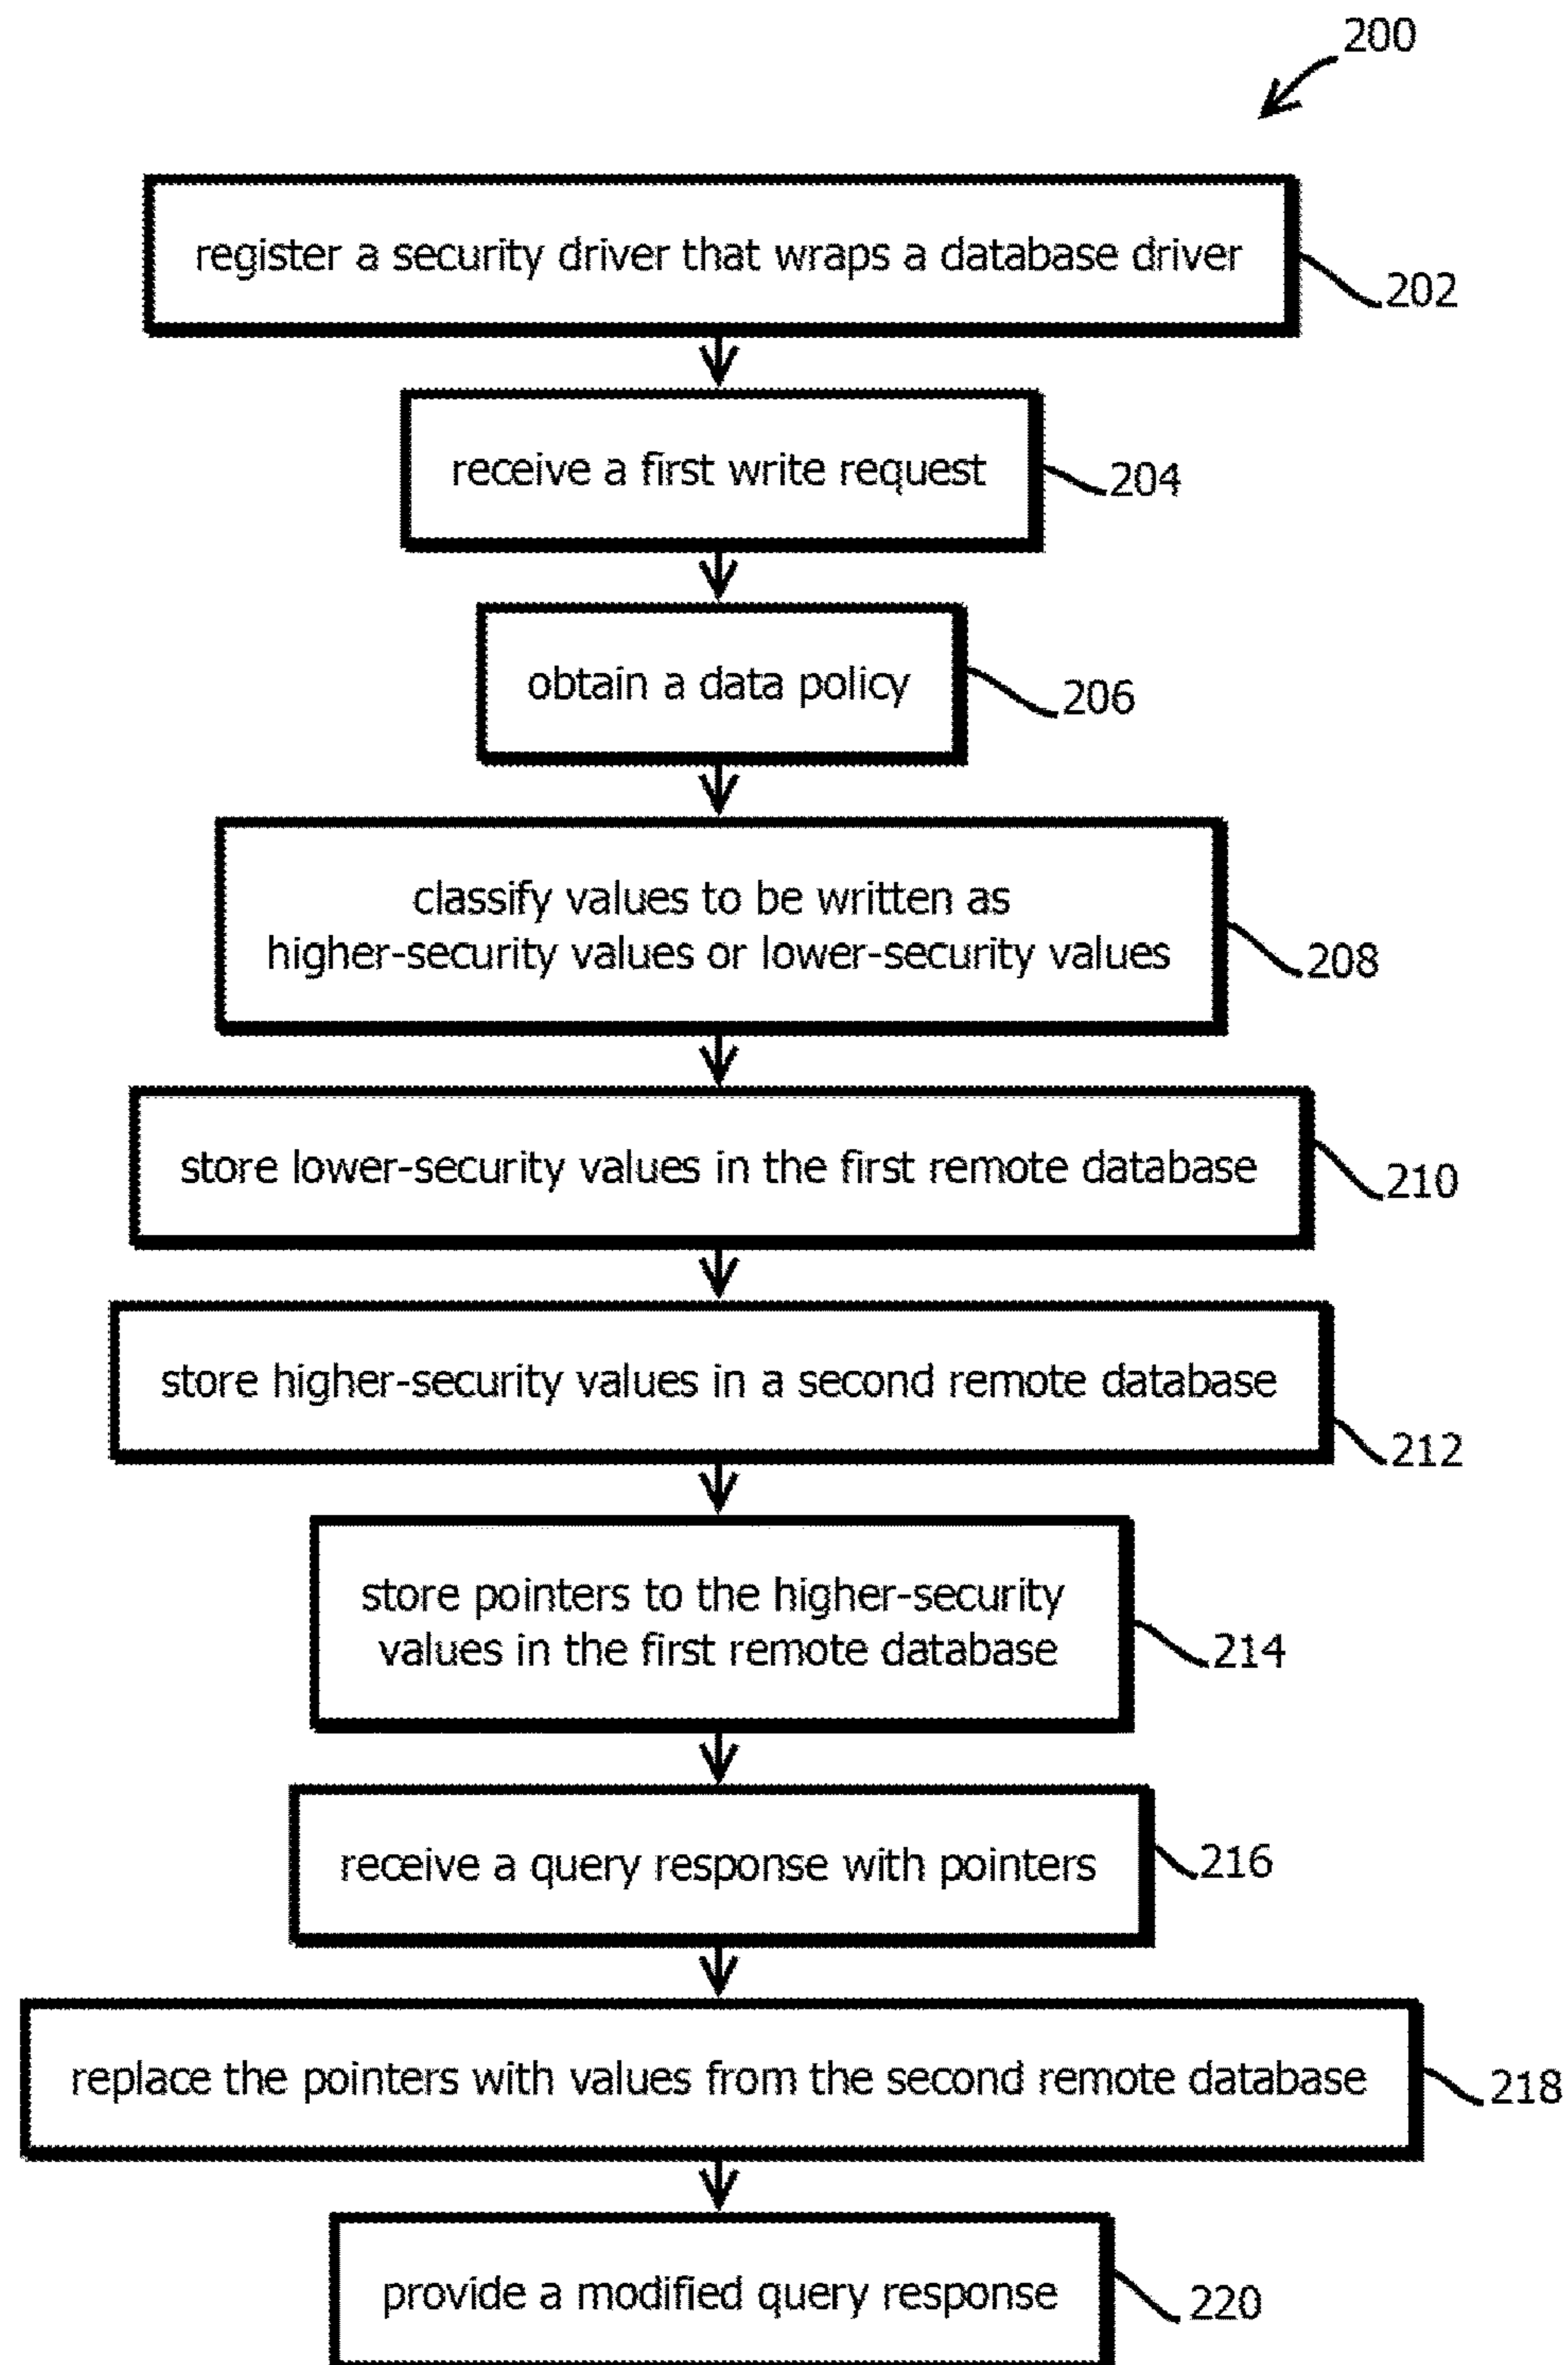 200
register a security driver that wraps a database driver
202
receive a first write request
204
obtain a data policy
206
classify values to be written as
higher-security values or lower-security values
208
store lower-security values in the first remote database
210
store higher-security values in a second remote database
212
store pointers to the higher-security
values in the first remote database
214
receive a query response with pointers
216
replace the pointers with values from the second remote database
218
provide a modified query response
220